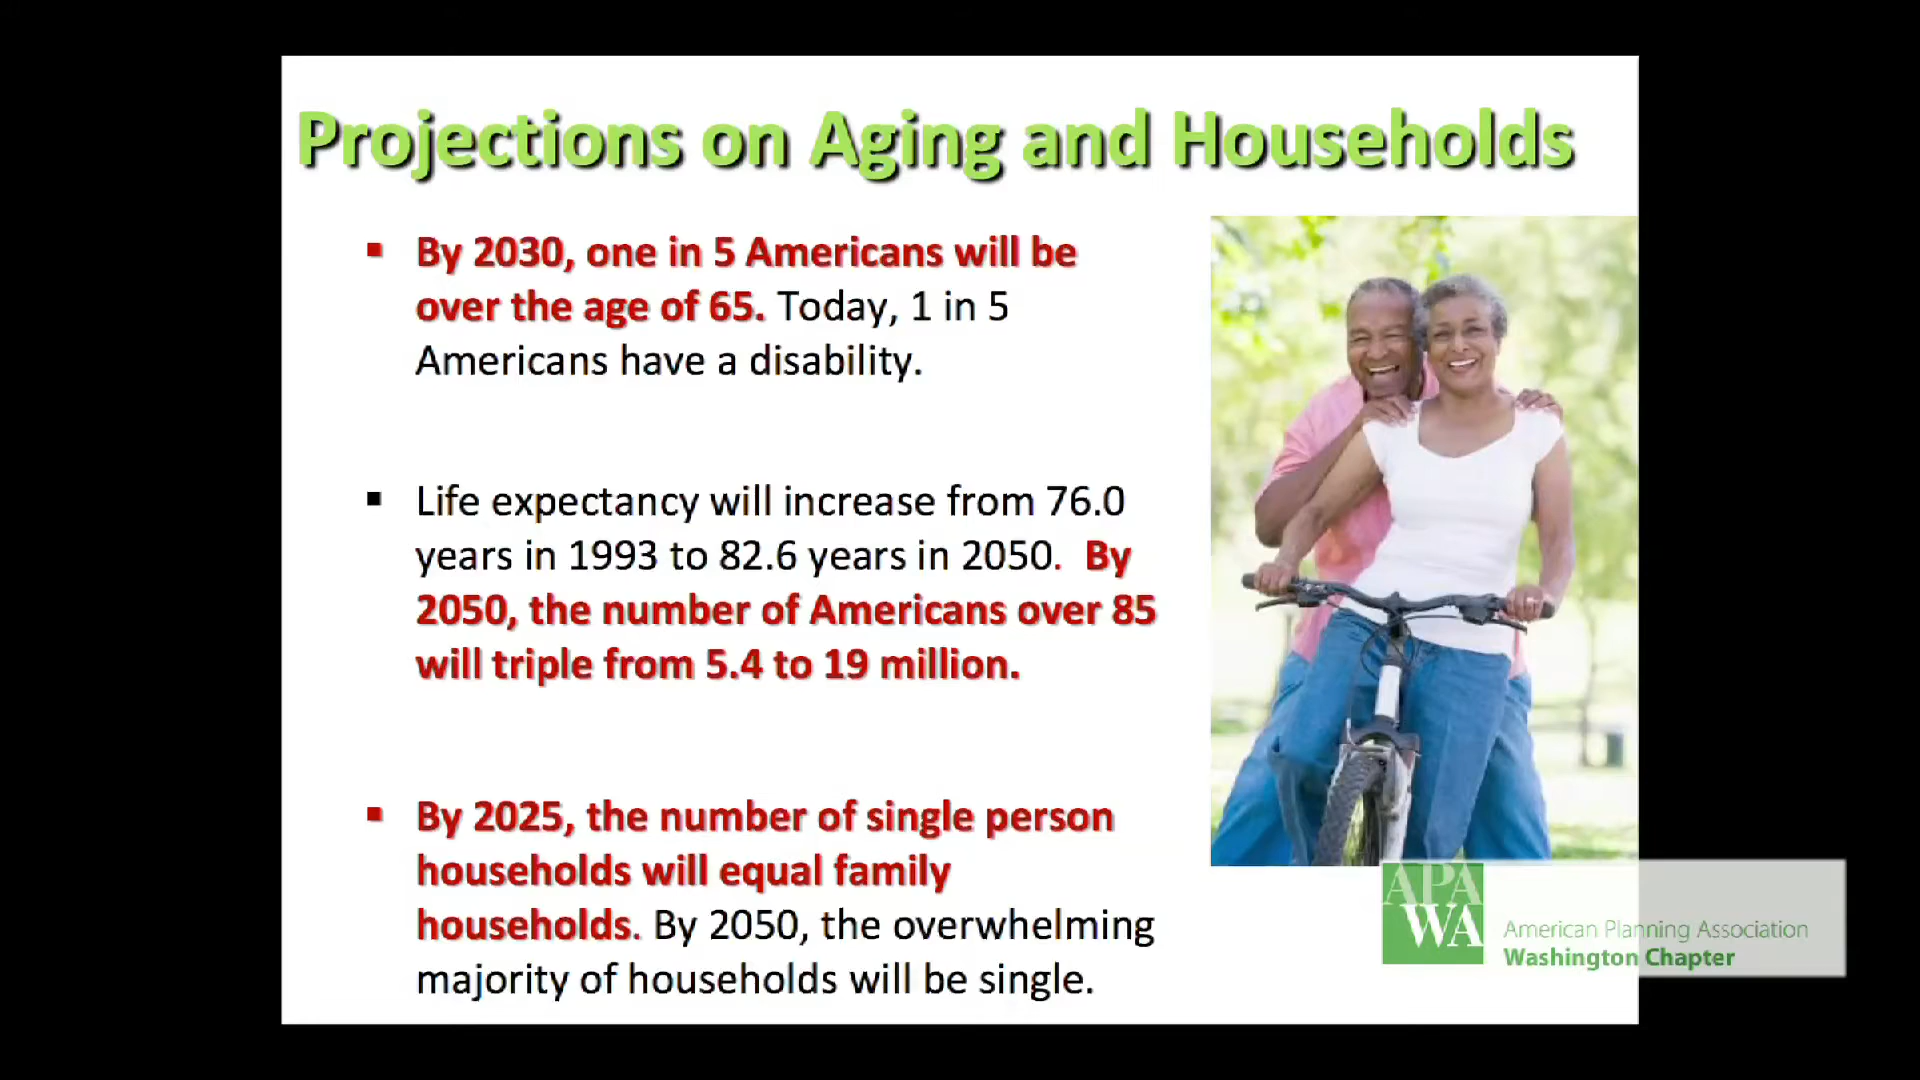 Projections on Aging and Households
▪ By 2030, one in 5 Americans will be
over the age of 65. Today, 1 in 5
Americans have a disability.
▪ Life expectancy will increase from 76.0
years in 1993 to 82.6 years in 2050. By
2050, the number of Americans over 85
will triple from 5.4 to 19 million.
▪ By 2025, the number of single person
households will equal family
households. By 2050, the overwhelming
majority of households will be single.
APA
WA
American Planning Association
Washington Chapter